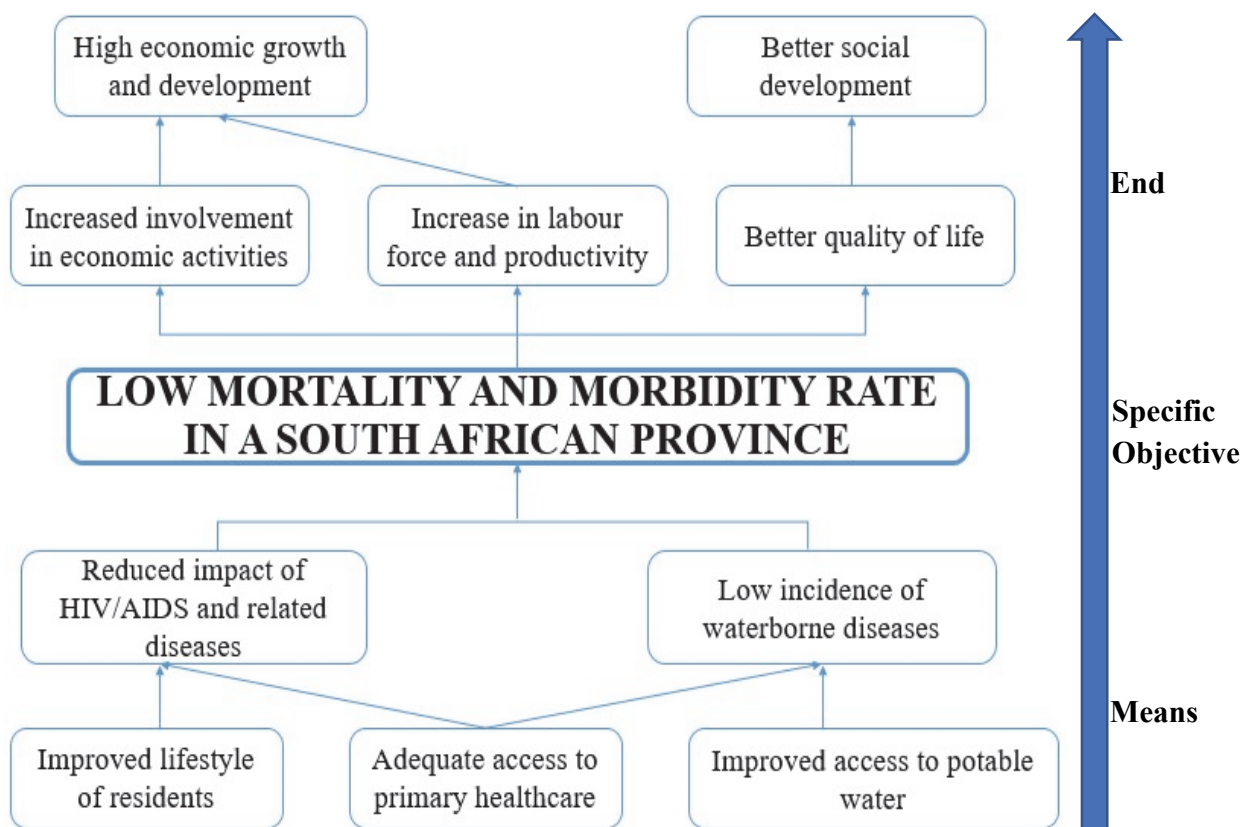 High economic growth
and development
Better social
development
Increased involvement
in economic activities
Increase in labour
force and productivity
Better quality of life
End
LOW MORTALITY AND MORBIDITY RATE
IN A SOUTH AFRICAN PROVINCE
Specific
Objective
Reduced impact of
HIV/AIDS and related
diseases
Low incidence of
waterborne diseases
Means
Improved lifestyle
of residents
Adequate access to
primary healthcare
Improved access to potable
water